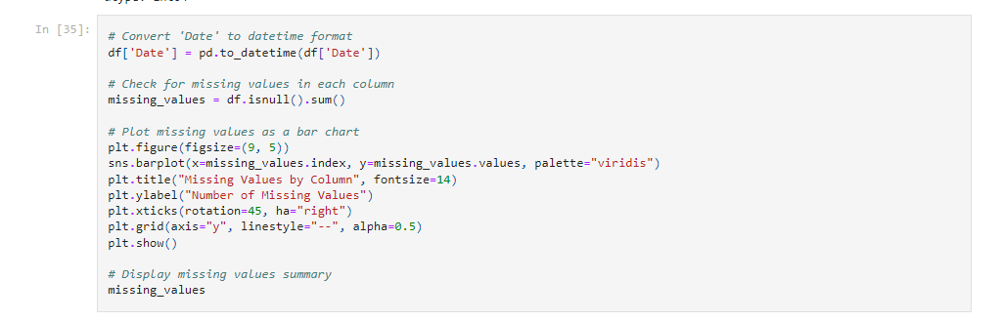 In [35]:
# Convert 'Date' to datetime format
df['Date'] = pd.to_datetime(df['Date'])
# Check for missing values in each column
missing_values = df.isnull().sum()
# Plot missing values as a bar chart
plt.figure(figsize=(9, 5))
sns.barplot(x=missing_values.index, y=missing_values.values, palette="viridis")
plt.title("Missing Values by Column", fontsize=14)
plt.ylabel("Number of Missing Values")
plt.xticks(rotation=45, ha="right")
plt.grid(axis="y", linestyle="--", alpha=0.5)
plt.show()
# Display missing values summary
missing_values